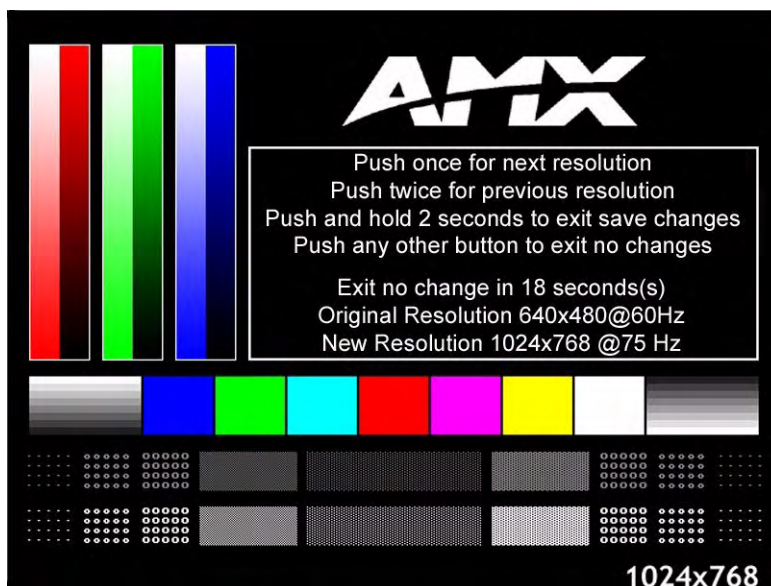 AMX
Push once for next resolution
Push twice for previous resolution
Push and hold 2 seconds to exit save changes
Push any other button to exit no changes
Exit no change in 18 seconds(s)
Original Resolution 640x480@60Hz
New Resolution 1024x768 @75 Hz
1024x768